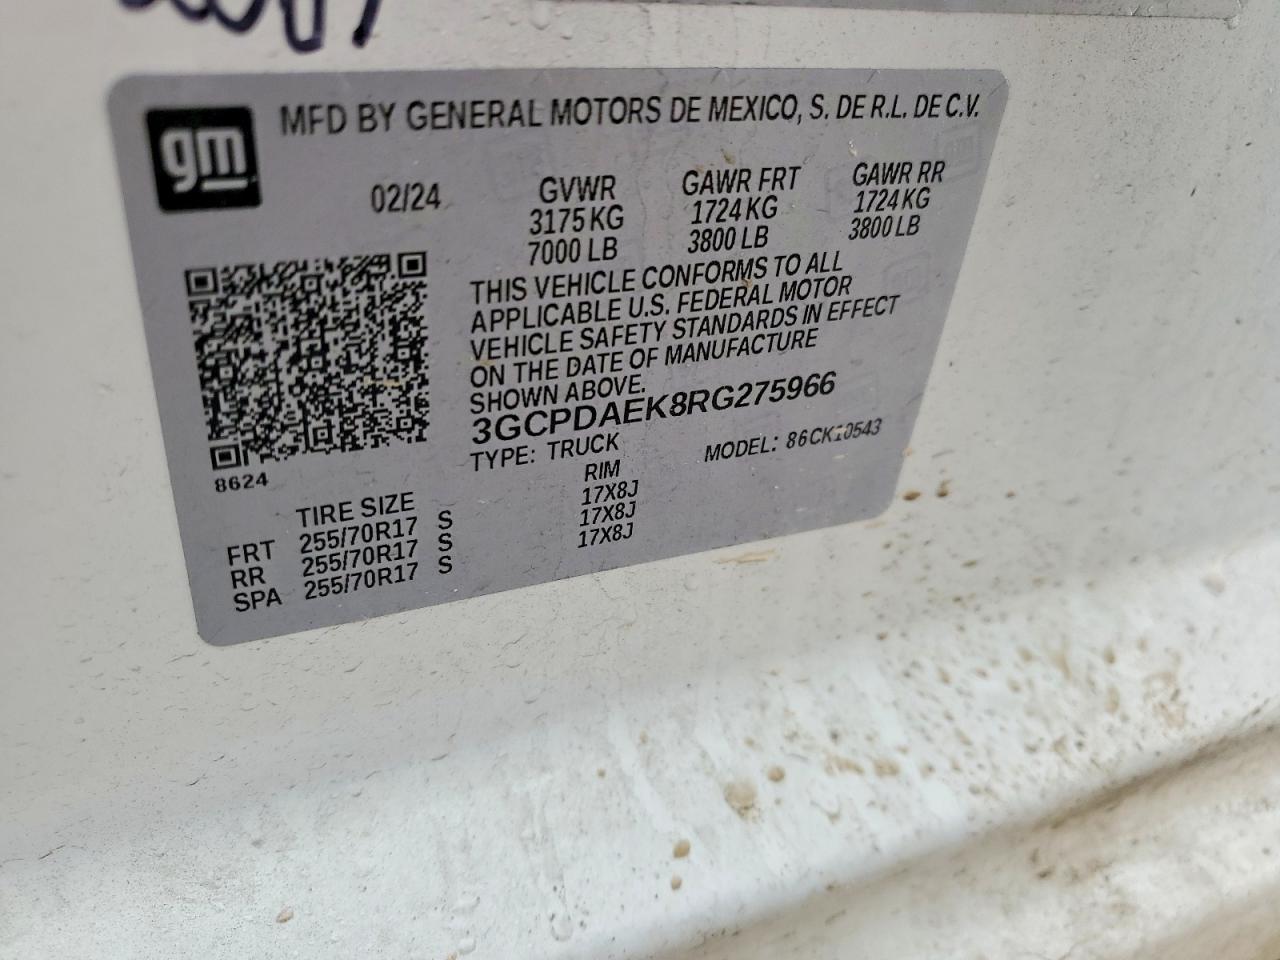 gm
MFD BY GENERAL MOTORS DE MEXICO, S. DE R.L. DE C.V.
02/24
GVWR GAWR FRT GAWR RR
3175 KG 1724 KG 1724 KG
7000 LB 3800 LB 3800 LB
THIS VEHICLE CONFORMS TO ALL
APPLICABLE U.S. FEDERAL MOTOR
VEHICLE SAFETY STANDARDS IN EFFECT
ON THE DATE OF MANUFACTURE
SHOWN ABOVE.
3GCPDAEK8RG275966
TYPE: TRUCK MODEL: 86CK10543
8624
TIRE SIZE RIM
FRT 255/70R17 S 17X8J
RR 255/70R17 S 17X8J
SPA 255/70R17 S 17X8J